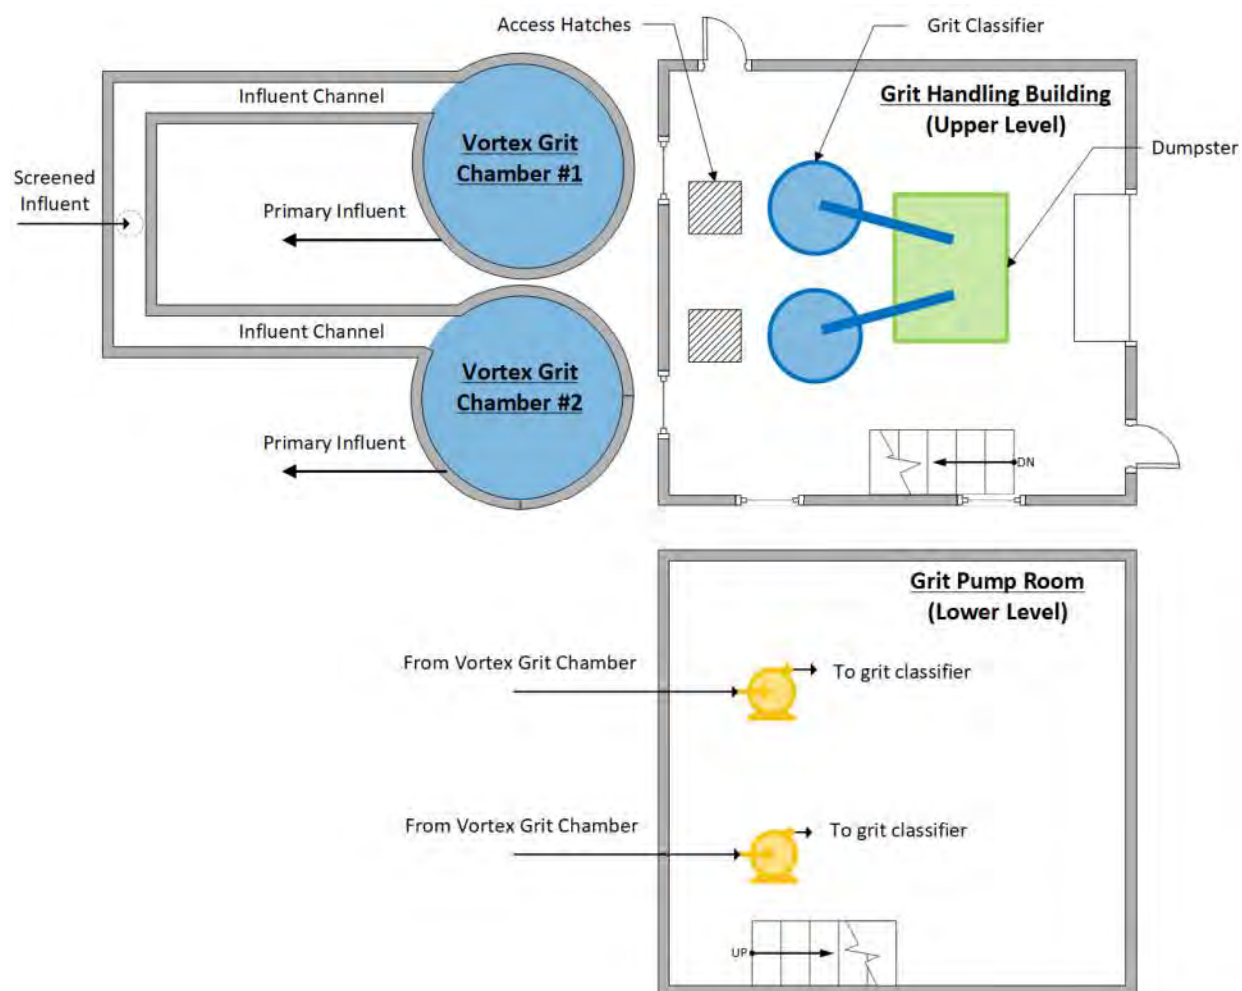 Access Hatches
Grit Classifier
Influent Channel
Grit Handling Building
(Upper Level)
Vortex Grit
Chamber #1
Dumpster
Screened
Influent
Primary Influent
Influent Channel
Vortex Grit
Chamber #2
Primary Influent
DN
Grit Pump Room
(Lower Level)
From Vortex Grit Chamber
To grit classifier
From Vortex Grit Chamber
To grit classifier
UP